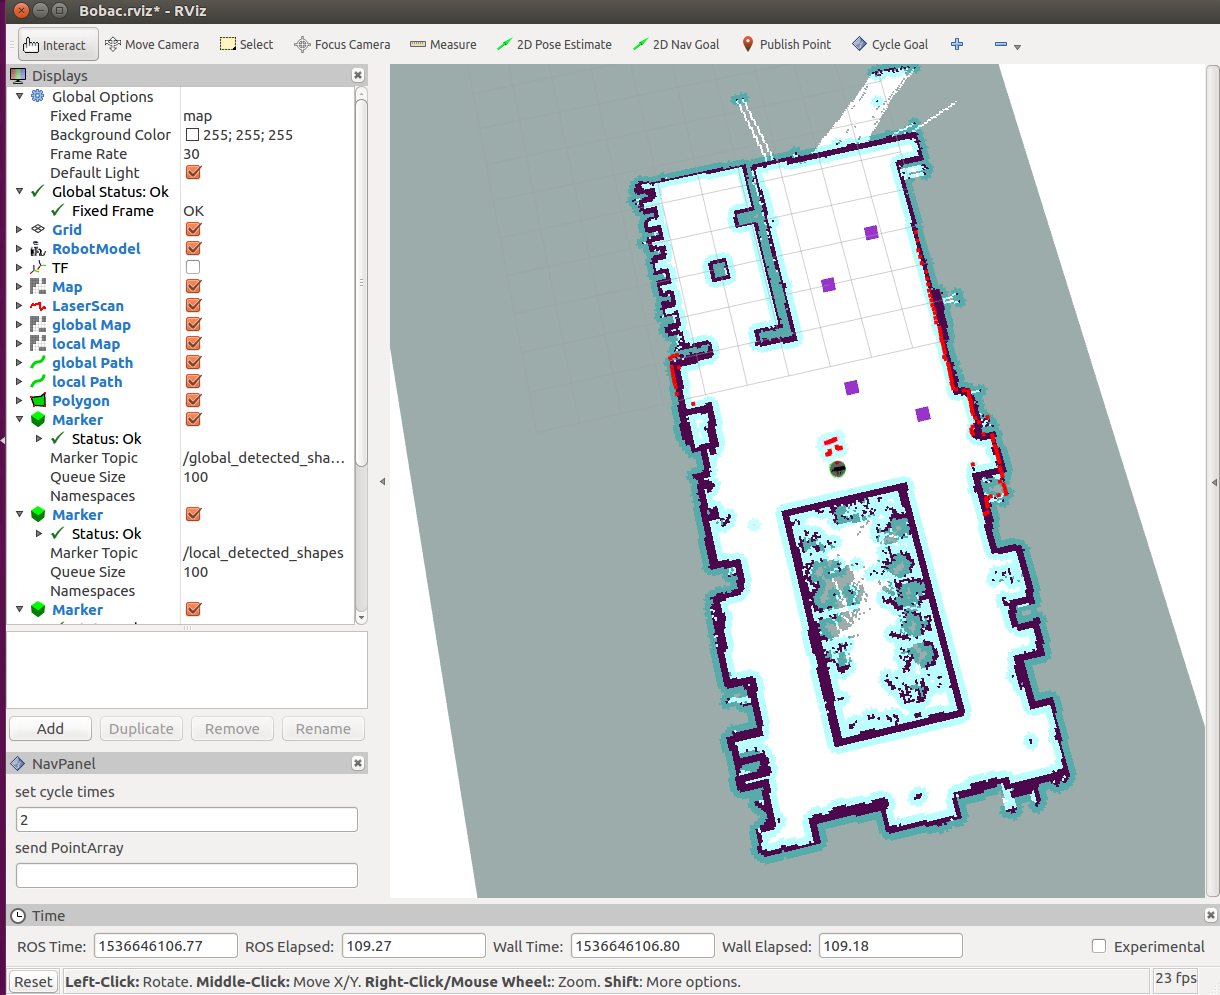 Bobac.rviz* - RViz
Interact Move Camera Select Focus Camera Measure 2D Pose Estimate 2D Nav Goal Publish Point Cycle Goal
Displays
Global Options
Fixed Frame map
Background Color 255; 255; 255
Frame Rate 30
Default Light
Global Status: Ok
Fixed Frame OK
Grid
RobotModel
TF
Map
LaserScan
global Map
local Map
global Path
local Path
Polygon
Marker
Status: Ok
Marker Topic /global_detected_sha...
Queue Size 100
Namespaces
Marker
Status: Ok
Marker Topic /local_detected_shapes
Queue Size 100
Namespaces
Marker
Add Duplicate Remove Rename
NavPanel
set cycle times
2
send PointArray
Time
ROS Time: 1536646106.77 ROS Elapsed: 109.27 Wall Time: 1536646106.80 Wall Elapsed: 109.18 Experimental
Reset Left-Click: Rotate. Middle-Click: Move X/Y. Right-Click/Mouse Wheel:: Zoom. Shift: More options. 23 fps